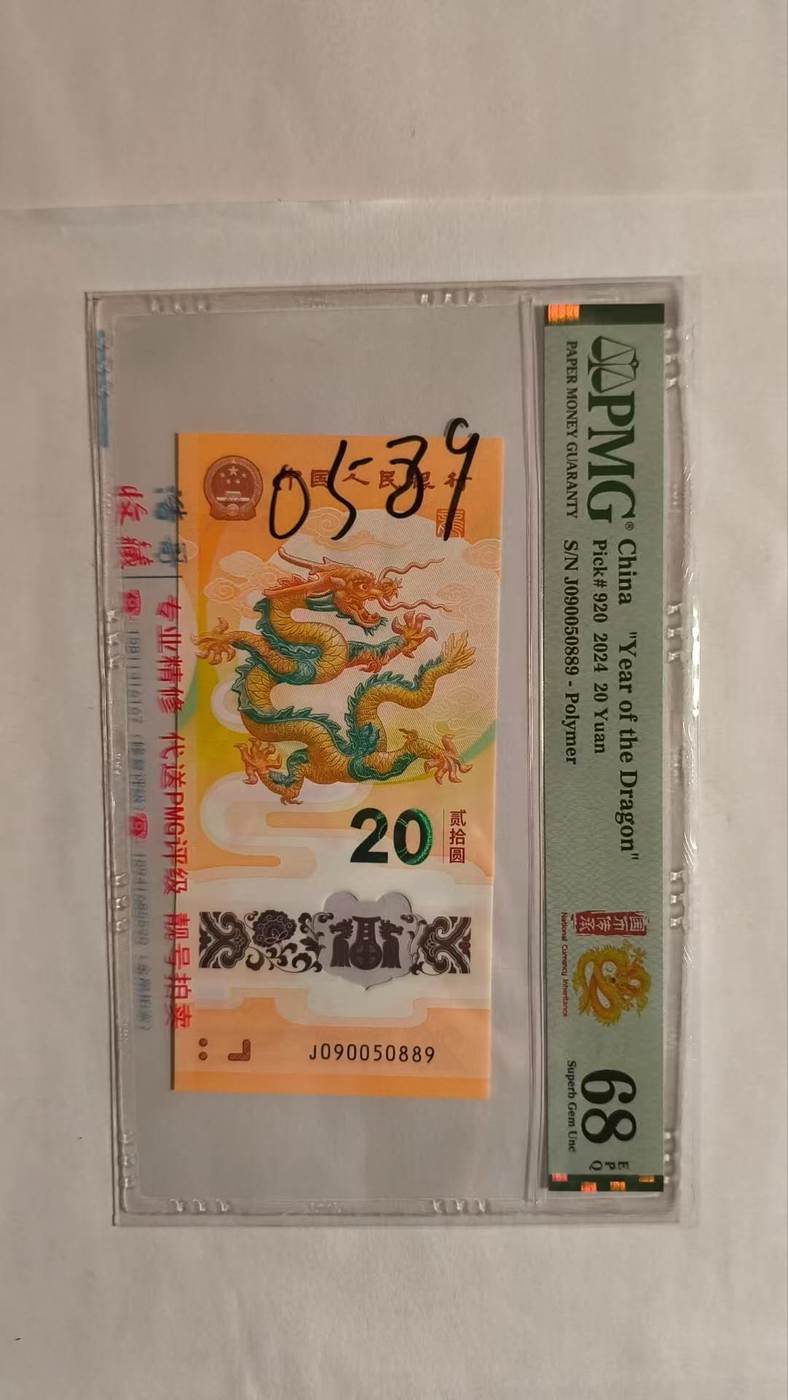 PMG®
PAPER MONEY GUARANTY
China "Year of the Dragon"
Pick# 920 2024 20 Yuan
S/N J090050889 - Polymer
国币传承
National Currency Inheritance
68
EPQ
Superb Gem Unc
中国人民银行
0539
20
贰拾圆
J090050889
收藏
专业精修 代送PMG评级 靓号拍卖